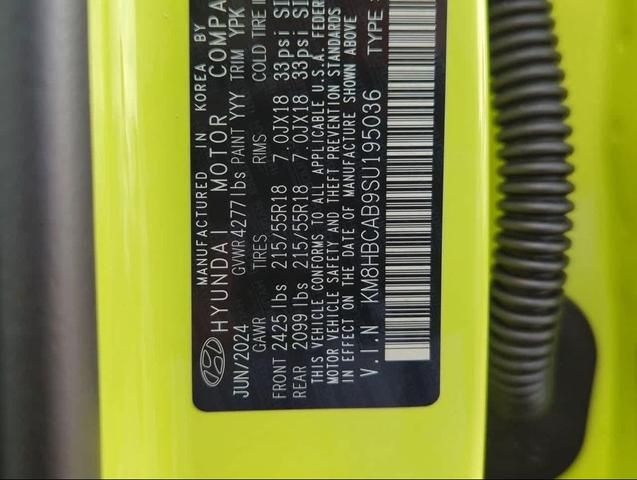 MANUFACTURED IN KOREA BY
HYUNDAI MOTOR COMPA
JUN/2024 GVWR 4277 lbs PAINT YYY TRIM YPK
GAWR TIRES RIMS COLD TIRE
FRONT 2425 lbs 215/55R18 7.0JX18 33psi
REAR 2099 lbs 215/55R18 7.0JX18 33psi
THIS VEHICLE CONFORMS TO ALL APPLICABLE U.S.A. FEDER
MOTOR VEHICLE SAFETY AND THEFT PREVENTION STANDARDS
IN EFFECT ON THE DATE OF MANUFACTURE SHOWN ABOVE
V.I.N KM8HBCAB9SU195036 TYPE